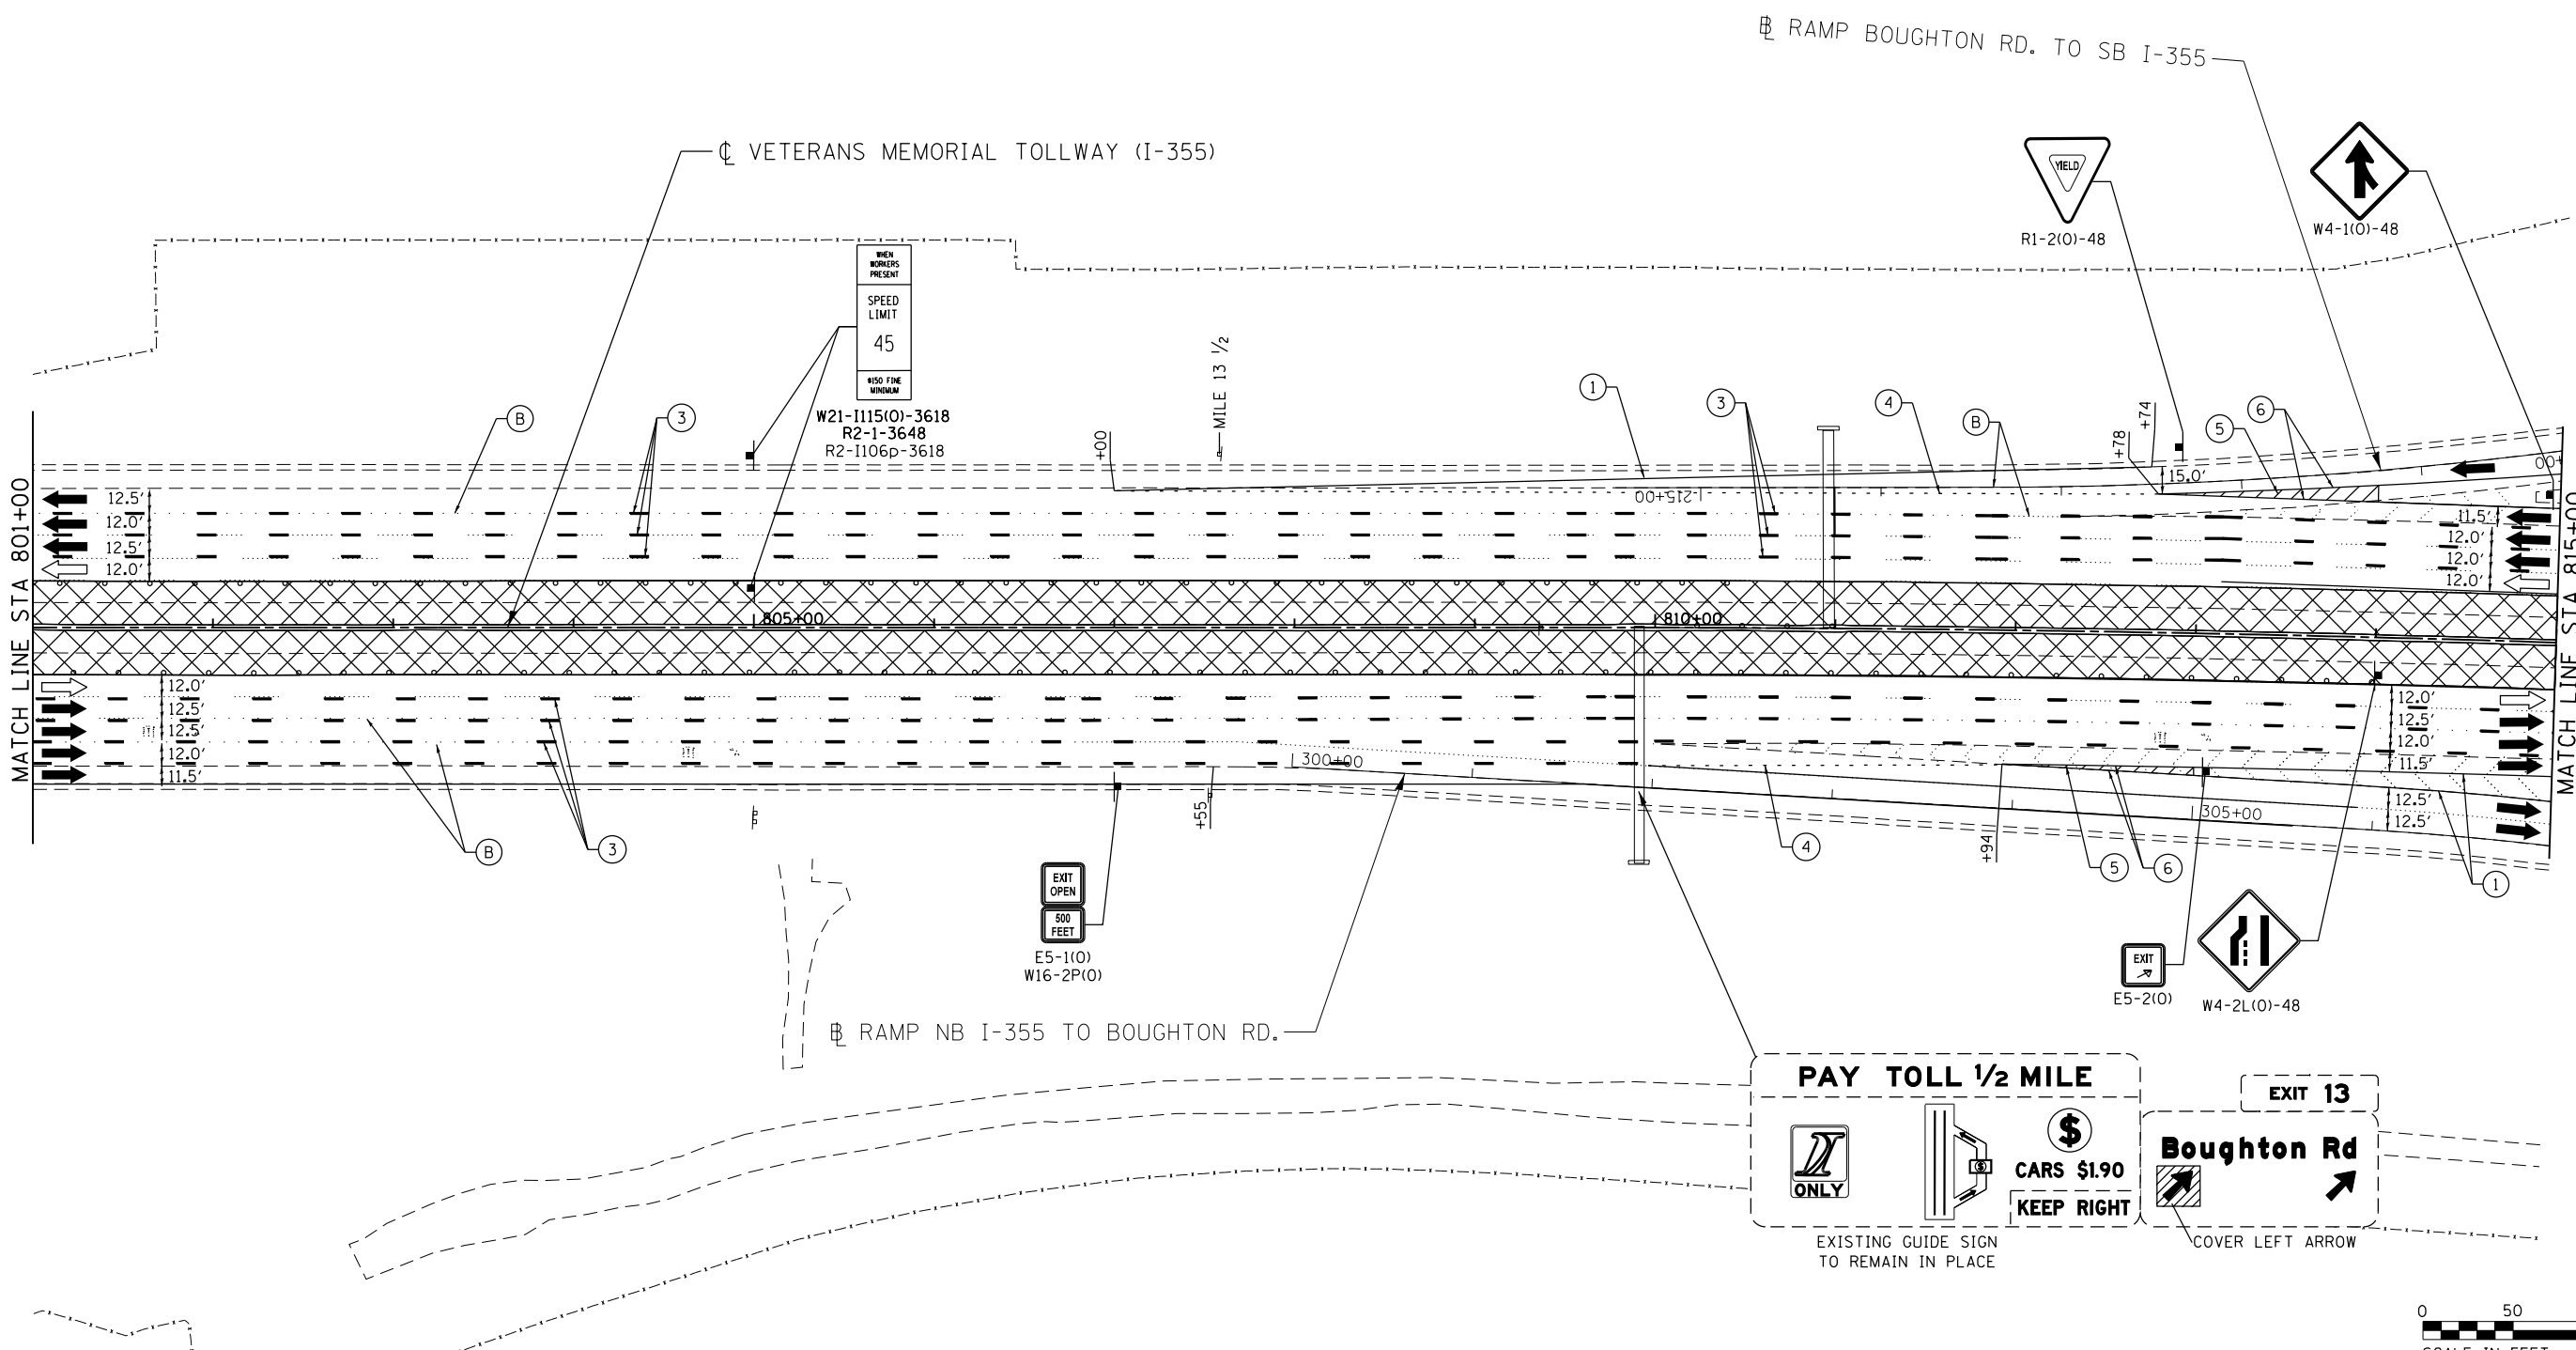 ℄ RAMP BOUGHTON RD. TO SB I-355
℄ VETERANS MEMORIAL TOLLWAY (I-355)
YIELD
R1-2(O)-48
W4-1(O)-48
WHEN
WORKERS
PRESENT
SPEED
LIMIT
45
$150 FINE
MINIMUM
W21-I115(O)-3618
R2-1-3648
R2-I106p-3618
MILE 13 ½
+00
B
3
1
3
4
B
+78
+74
5
6
15.0'
215+00
00+
MATCH LINE STA 801+00
12.5'
12.0'
12.5'
12.0'
11.5'
12.0'
12.0'
12.0'
MATCH LINE STA 815+00
805+00
810+00
12.0'
12.5'
12.5'
12.0'
11.5'
300+00
305+00
12.0'
12.5'
12.0'
11.5'
12.5'
12.5'
+55
+94
B
3
4
5
6
1
EXIT
OPEN
500
FEET
E5-1(O)
W16-2P(O)
EXIT
E5-2(O)
W4-2L(O)-48
℄ RAMP NB I-355 TO BOUGHTON RD.
PAY TOLL ½ MILE
ONLY
$
$
CARS $1.90
KEEP RIGHT
EXIT 13
Boughton Rd
EXISTING GUIDE SIGN
TO REMAIN IN PLACE
COVER LEFT ARROW
0 50